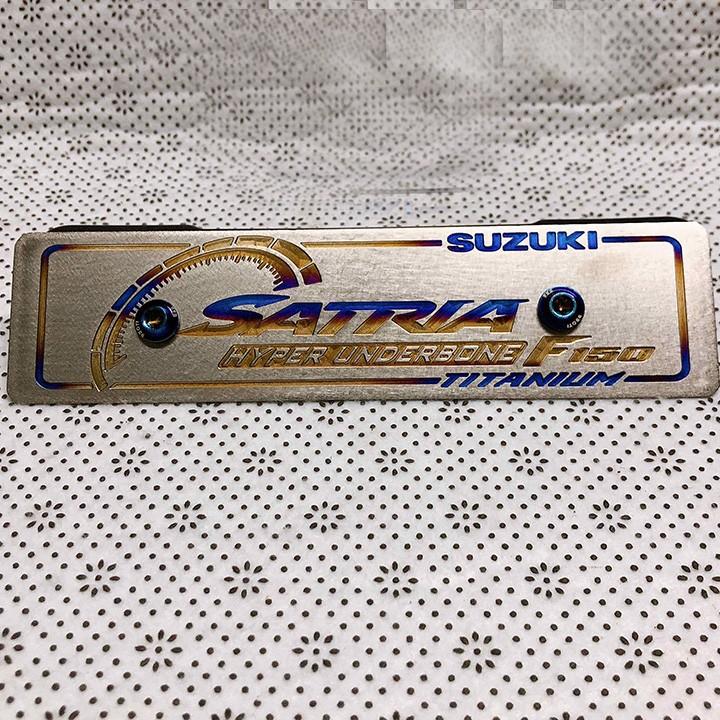 SUZUKI
SATRIA
HYPER UNDERBONE F150
TITANIUM